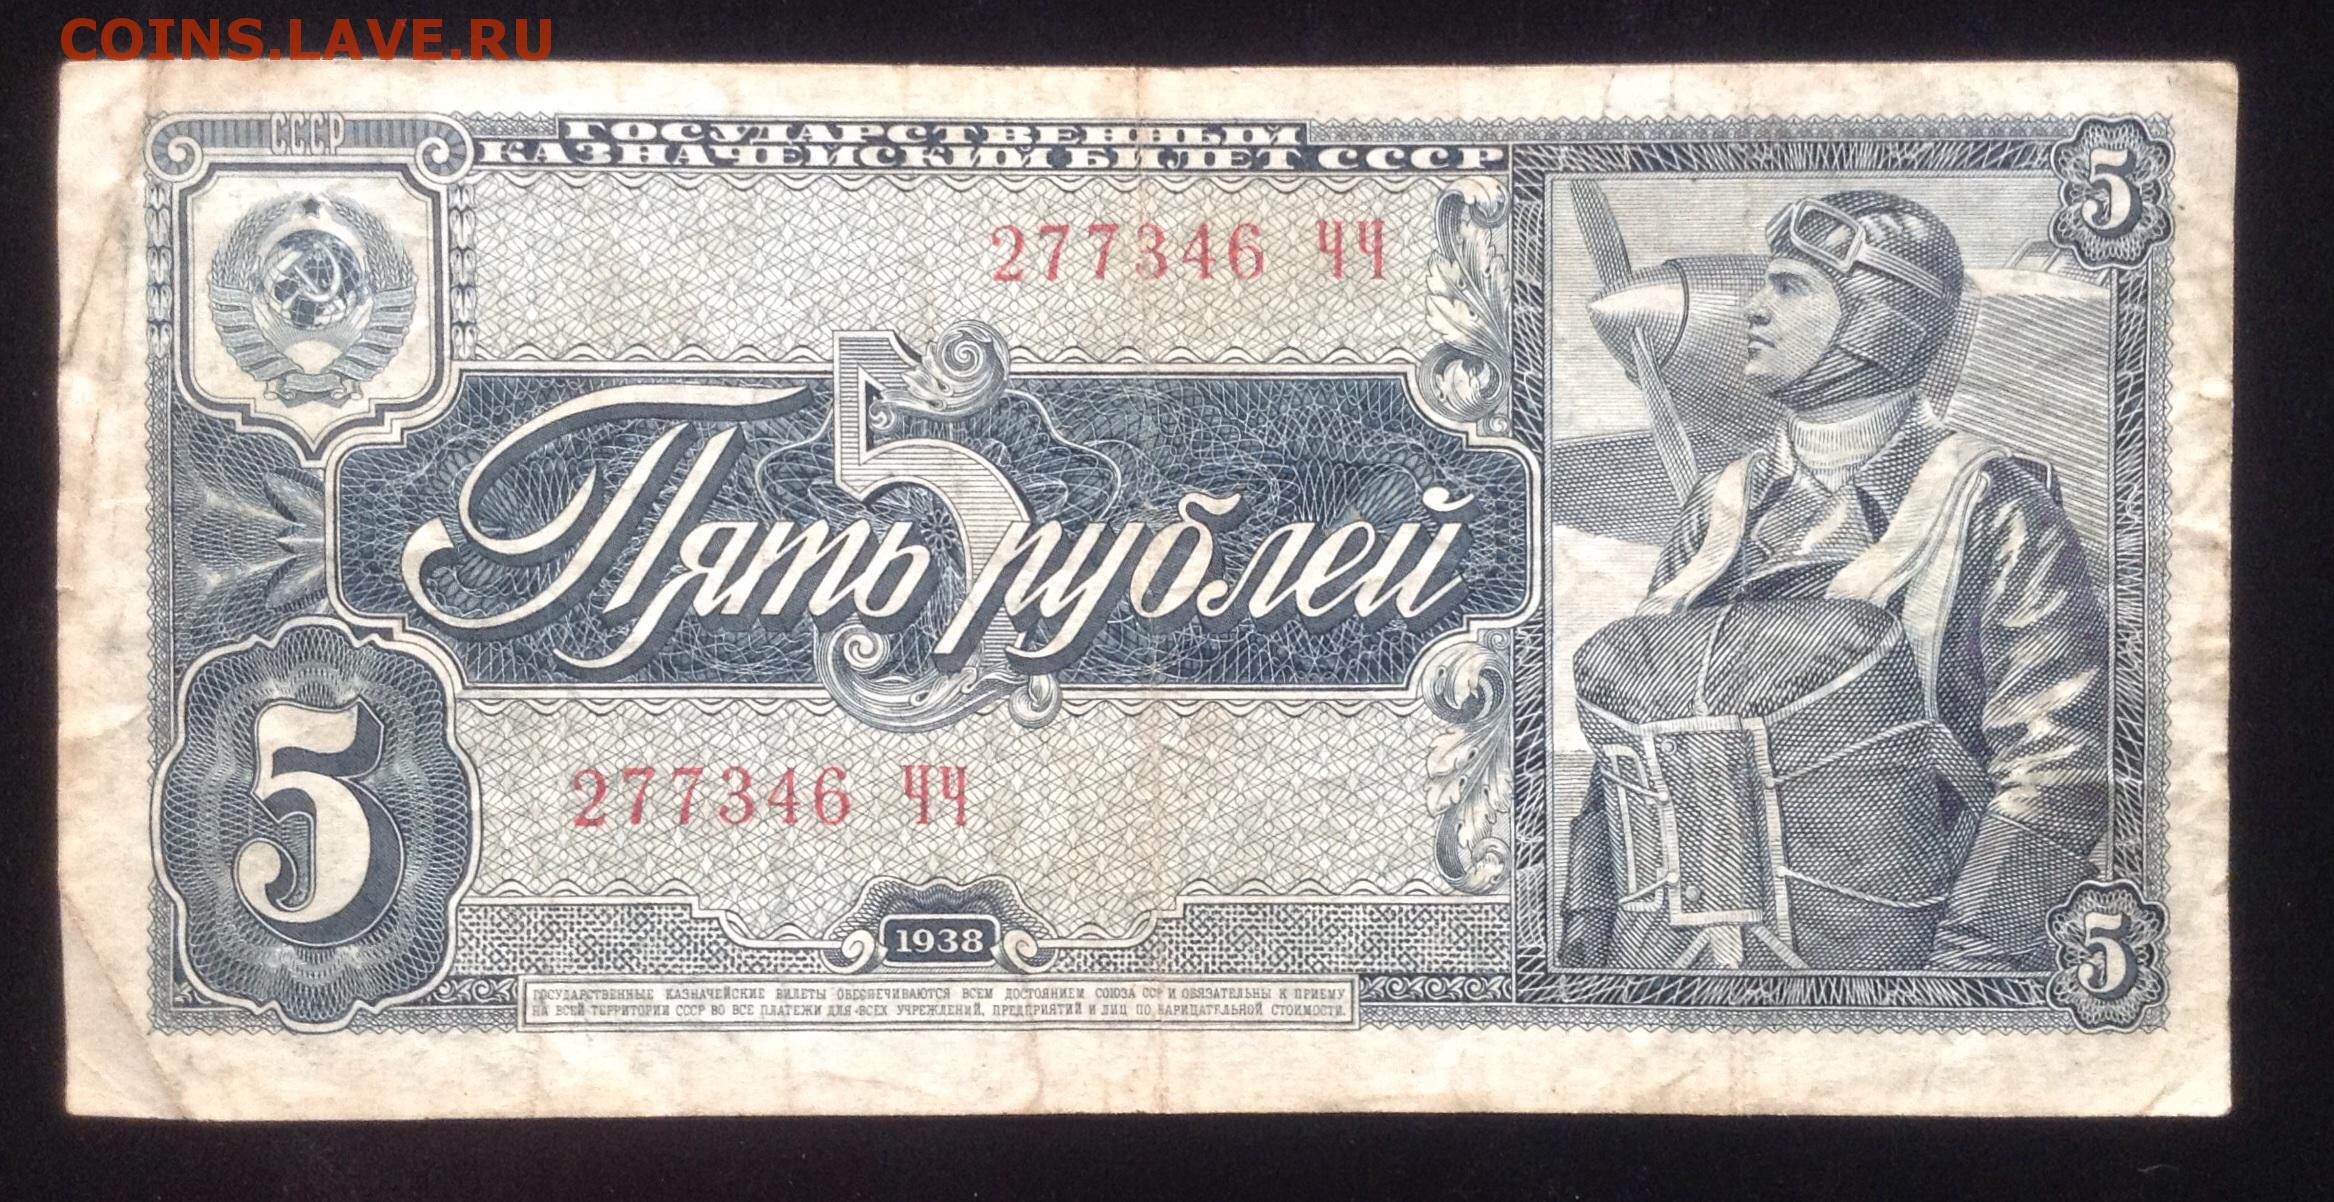 COINS.LAVE.RU
СССР
ГОСУДАРСТВЕННЫЙ
КАЗНАЧЕЙСКИЙ БИЛЕТ СССР
5
277346 ЧЧ
5
Пять рублей
277346 ЧЧ
5
1938
5
ГОСУДАРСТВЕННЫЕ КАЗНАЧЕЙСКИЕ БИЛЕТЫ ОБЕСПЕЧИВАЮТСЯ ВСЕМ ДОСТОЯНИЕМ СОЮЗА ССР И ОБЯЗАТЕЛЬНЫ К ПРИЕМУ
НА ВСЕЙ ТЕРРИТОРИИ СССР ВО ВСЕ ПЛАТЕЖИ ДЛЯ ВСЕХ УЧРЕЖДЕНИЙ, ПРЕДПРИЯТИЙ И ЛИЦ ПО НАРИЦАТЕЛЬНОЙ СТОИМОСТИ.